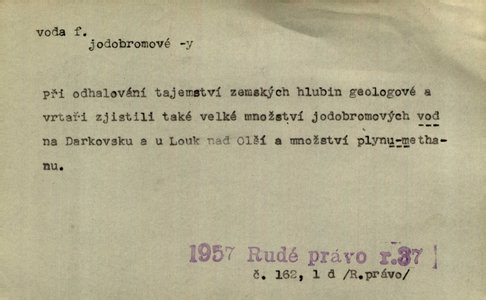 voda f.
jodobromové -y
při odhalování tajemství zemských hlubin geologové a
vrtaři zjistili také velké množství jodobromových vod
na Darkovsku a u Louk nad Olší a množství plynu-metha-
nu.
1957 Rudé právo r.37
č. 162, 1 d /R.právo/